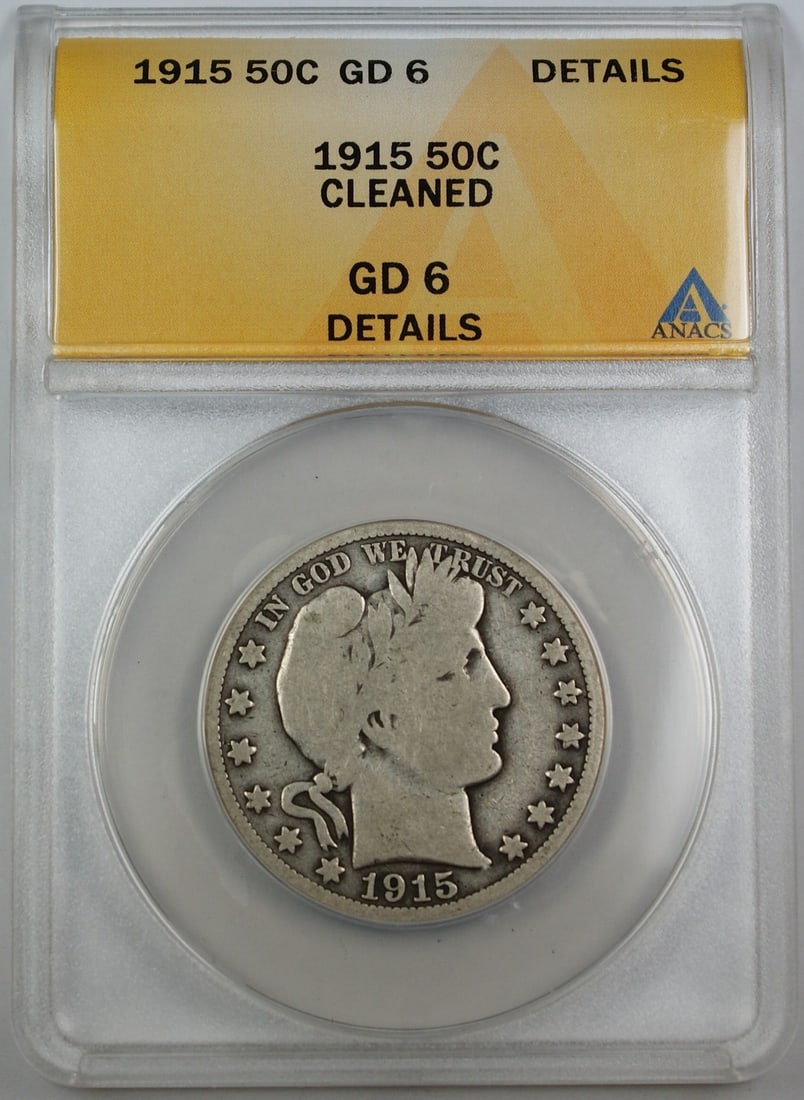 1915 50C GD 6 DETAILS
1915 50C
CLEANED
GD 6
DETAILS
ANACS
IN GOD WE TRUST
1915